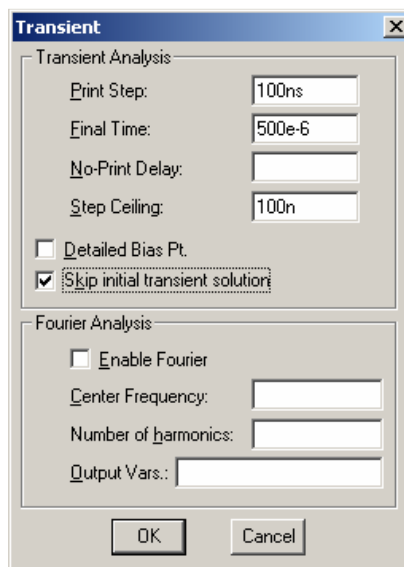 Transient
Transient Analysis
Print Step: 100ns
Final Time: 500e-6
No-Print Delay:
Step Ceiling: 100n
Detailed Bias Pt.
Skip initial transient solution
Fourier Analysis
Enable Fourier
Center Frequency:
Number of harmonics:
Output Vars.:
OK Cancel